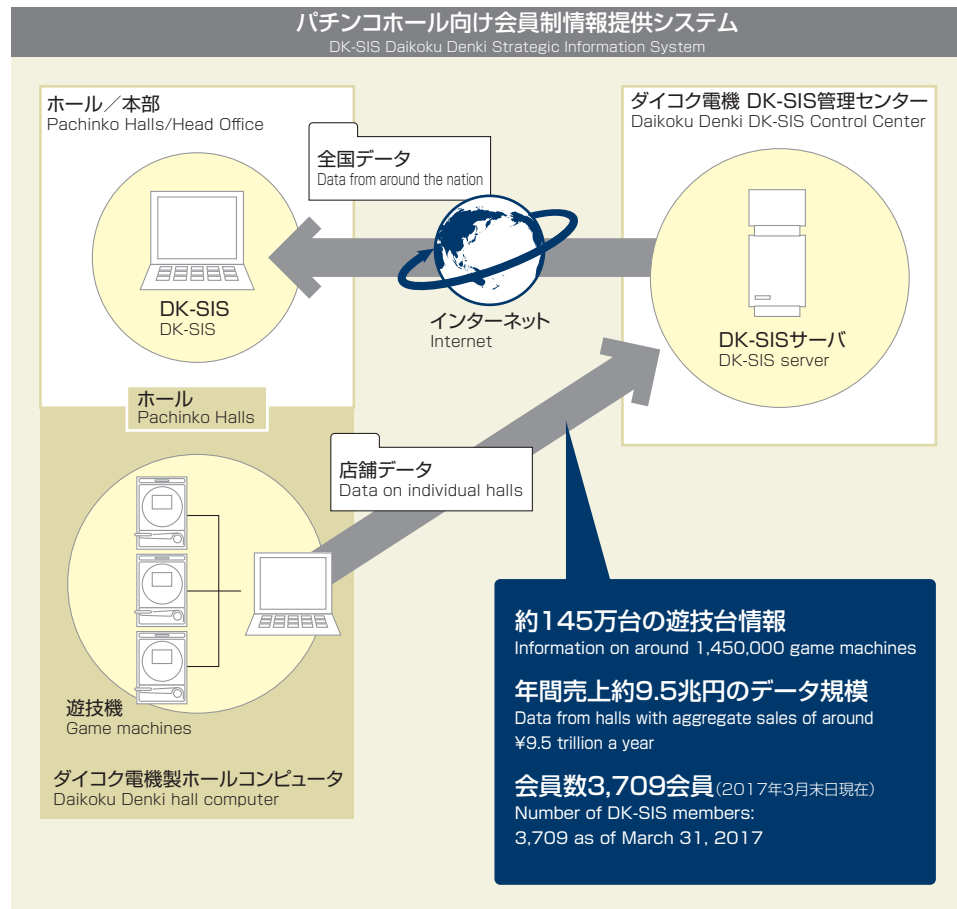 パチンコホール向け会員制情報提供システム
DK-SIS Daikoku Denki Strategic Information System
ホール／本部
Pachinko Halls/Head Office
全国データ
Data from around the nation
ダイコク電機 DK-SIS管理センター
Daikoku Denki DK-SIS Control Center
DK-SIS
DK-SIS
インターネット
Internet
DK-SISサーバ
DK-SIS server
ホール
Pachinko Halls
店舗データ
Data on individual halls
遊技機
Game machines
ダイコク電機製ホールコンピュータ
Daikoku Denki hall computer
約145万台の遊技台情報
Information on around 1,450,000 game machines
年間売上約9.5兆円のデータ規模
Data from halls with aggregate sales of around
¥9.5 trillion a year
会員数3,709会員(2017年3月末日現在)
Number of DK-SIS members:
3,709 as of March 31, 2017